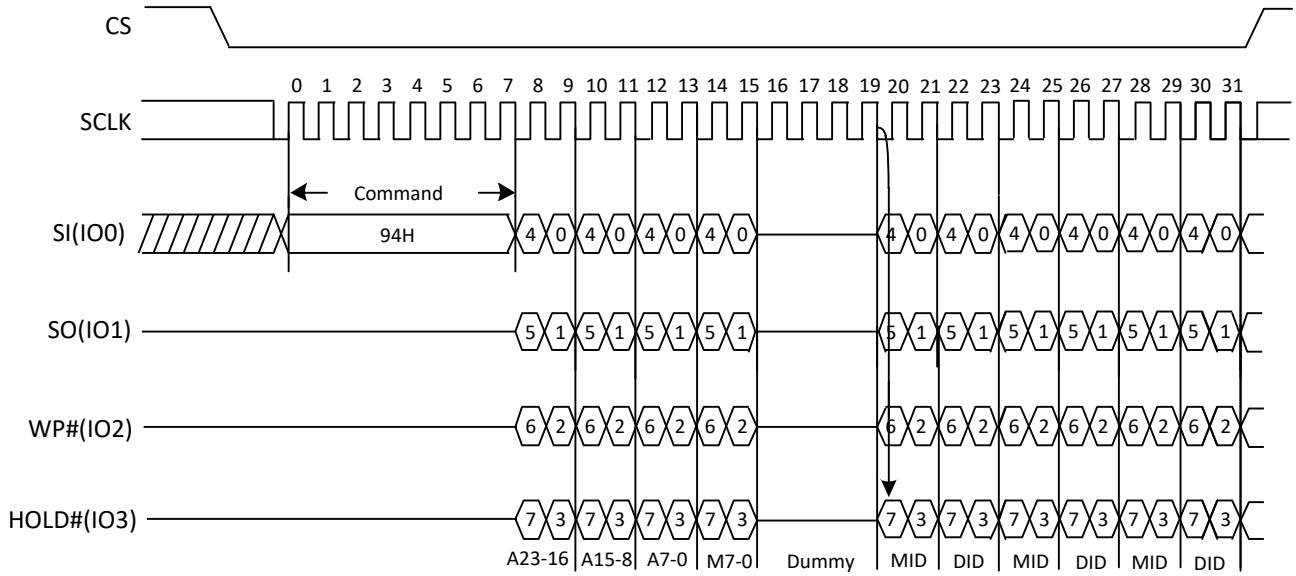 CS
0 1 2 3 4 5 6 7 8 9 10 11 12 13 14 15 16 17 18 19 20 21 22 23 24 25 26 27 28 29 30 31
SCLK
Command
SI(IO0) 94H 4 0 4 0 4 0 4 0 4 0 4 0 4 0 4 0 4 0 4 0
SO(IO1) 5 1 5 1 5 1 5 1 5 1 5 1 5 1 5 1 5 1 5 1
WP#(IO2) 6 2 6 2 6 2 6 2 6 2 6 2 6 2 6 2 6 2 6 2
HOLD#(IO3) 7 3 7 3 7 3 7 3 7 3 7 3 7 3 7 3 7 3 7 3
A23-16 A15-8 A7-0 M7-0 Dummy MID DID MID DID MID DID